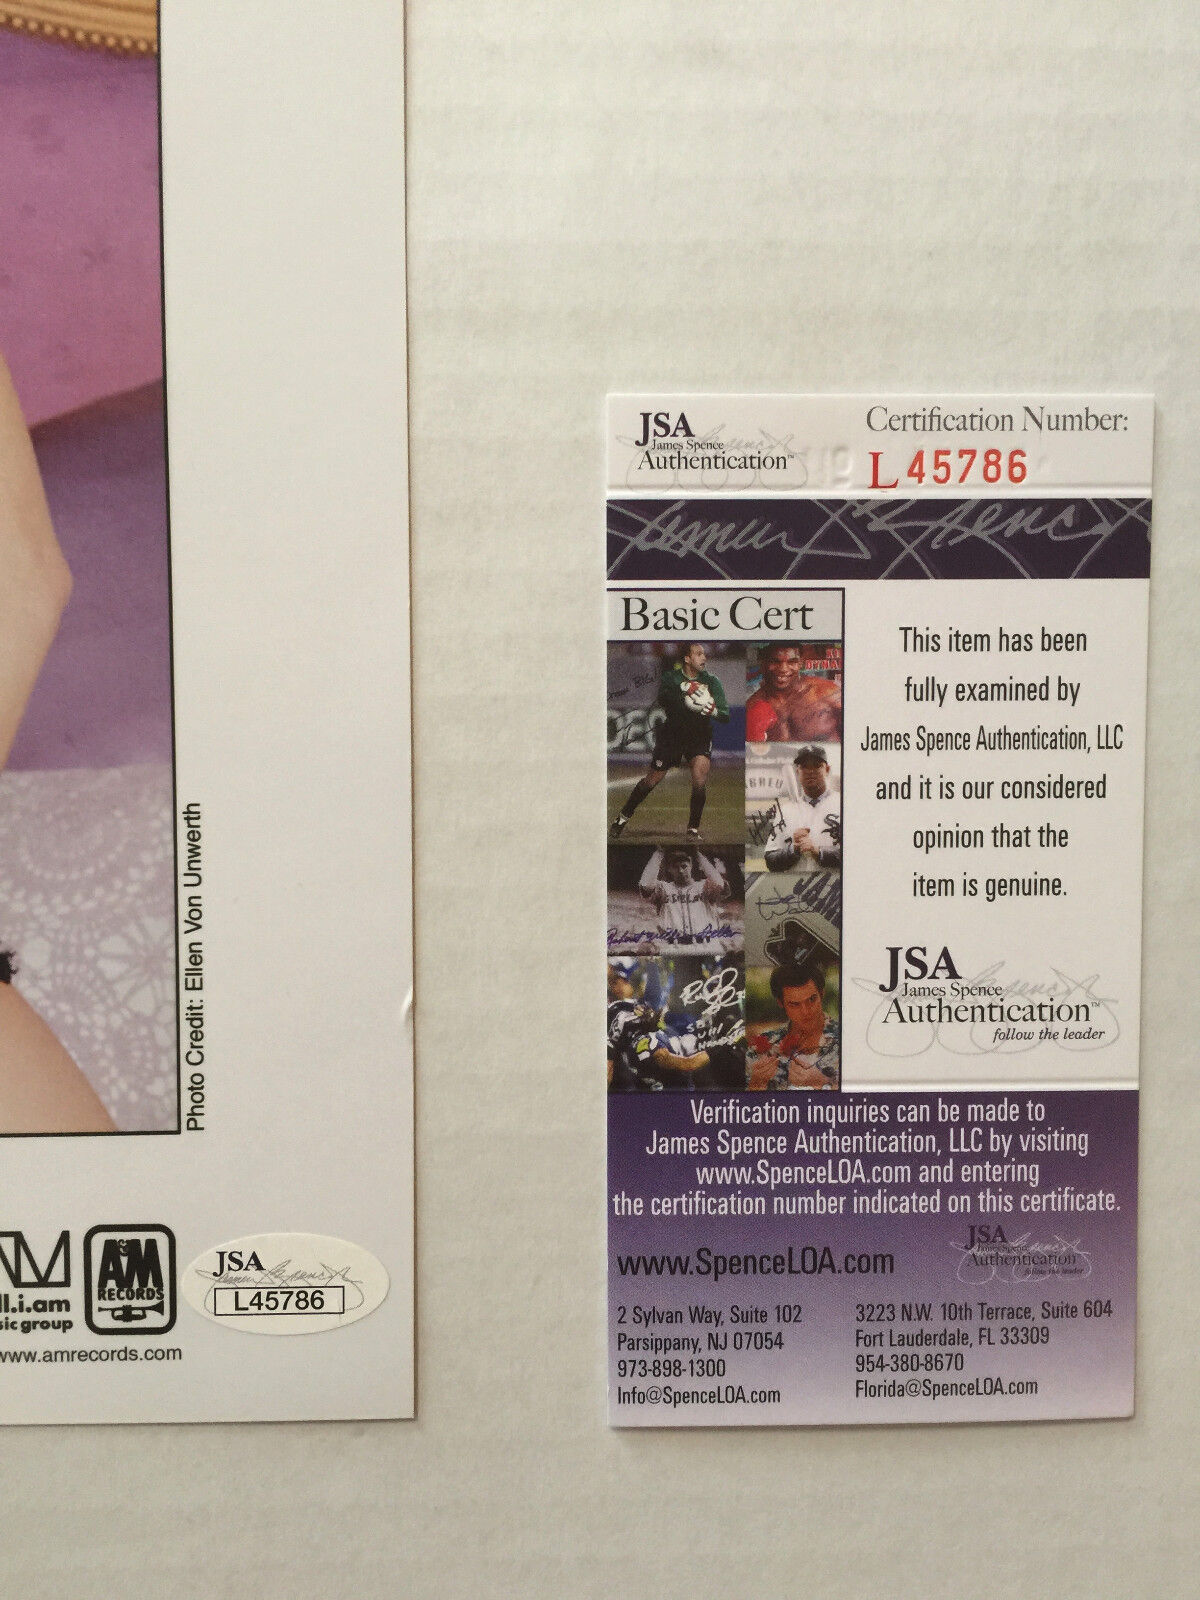 Photo Credit: Ellen Von Unwerth
ll.i.am
sic group
A&M
RECORDS
www.amrecords.com
JSA
L45786
JSA
James Spence
Authentication™
Certification Number:
L45786
Basic Cert
This item has been
fully examined by
James Spence Authentication, LLC
and it is our considered
opinion that the
item is genuine.
JSA
James Spence
Authentication™
follow the leader
Verification inquiries can be made to
James Spence Authentication, LLC by visiting
www.SpenceLOA.com and entering
the certification number indicated on this certificate.
www.SpenceLOA.com
JSA
James Spence
Authentication
follow the leader
2 Sylvan Way, Suite 102
Parsippany, NJ 07054
973-898-1300
Info@SpenceLOA.com
3223 N.W. 10th Terrace, Suite 604
Fort Lauderdale, FL 33309
954-380-8670
Florida@SpenceLOA.com